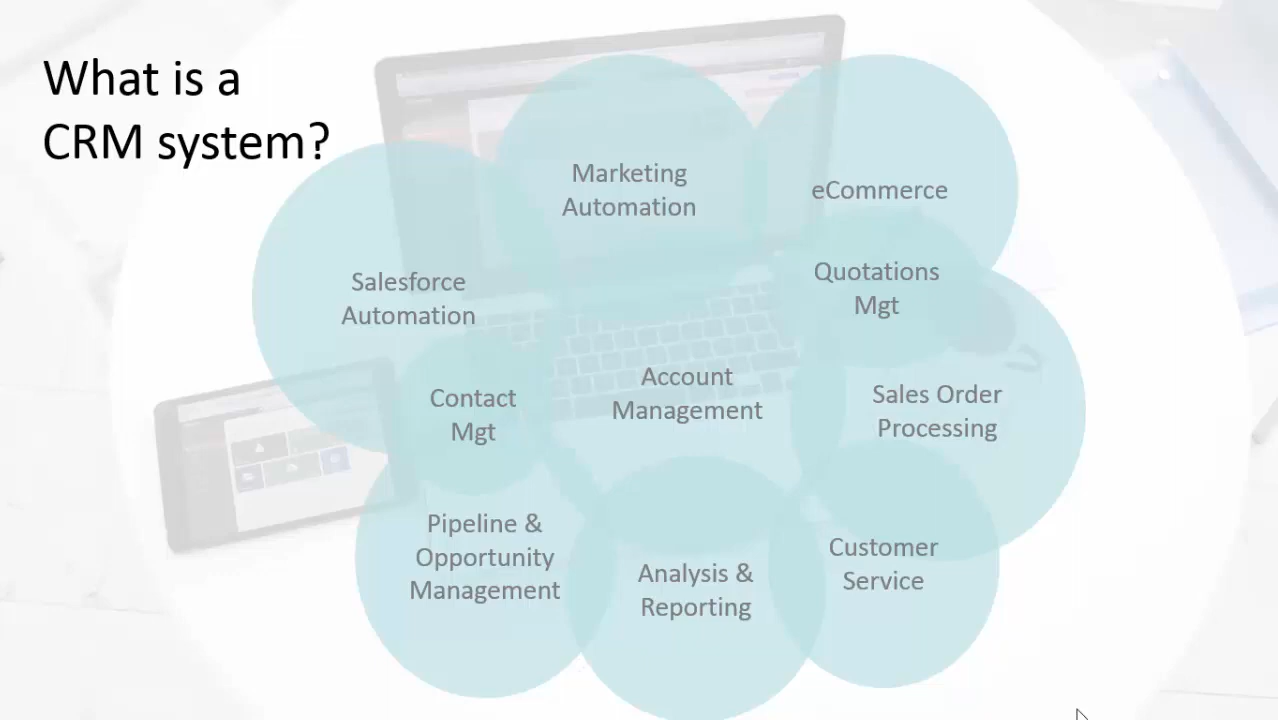 What is a
CRM system?
Marketing
Automation
eCommerce
Salesforce
Automation
Quotations
Mgt
Contact
Mgt
Account
Management
Sales Order
Processing
Pipeline &
Opportunity
Management
Analysis &
Reporting
Customer
Service